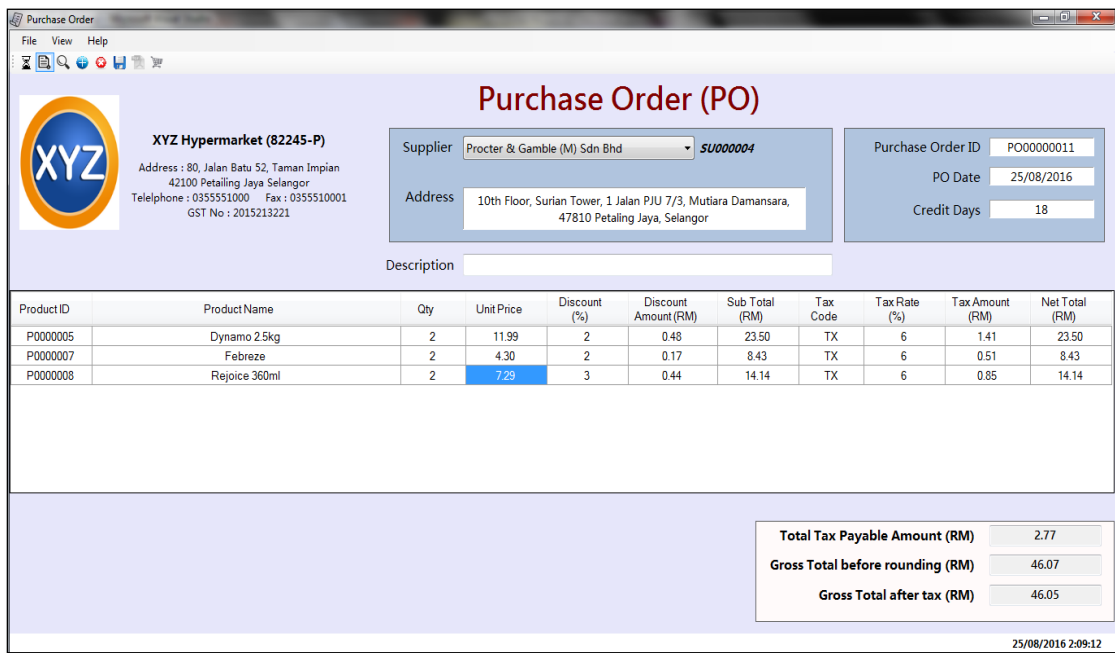 Purchase Order
File View Help
Purchase Order (PO)
XYZ
XYZ Hypermarket (82245-P)
Address : 80, Jalan Batu 52, Taman Impian
42100 Petailing Jaya Selangor
Telelphone : 0355551000 Fax : 0355510001
GST No : 2015213221
Supplier Procter & Gamble (M) Sdn Bhd SU000004
Address 10th Floor, Surian Tower, 1 Jalan PJU 7/3, Mutiara Damansara,
47810 Petaling Jaya, Selangor
Purchase Order ID PO00000011
PO Date 25/08/2016
Credit Days 18
Description
Product ID Product Name Qty Unit Price Discount (%) Discount Amount (RM) Sub Total (RM) Tax Code Tax Rate (%) Tax Amount (RM) Net Total (RM)
P0000005 Dynamo 2.5kg 2 11.99 2 0.48 23.50 TX 6 1.41 23.50
P0000007 Febreze 2 4.30 2 0.17 8.43 TX 6 0.51 8.43
P0000008 Rejoice 360ml 2 7.29 3 0.44 14.14 TX 6 0.85 14.14
Total Tax Payable Amount (RM) 2.77
Gross Total before rounding (RM) 46.07
Gross Total after tax (RM) 46.05
25/08/2016 2:09:12